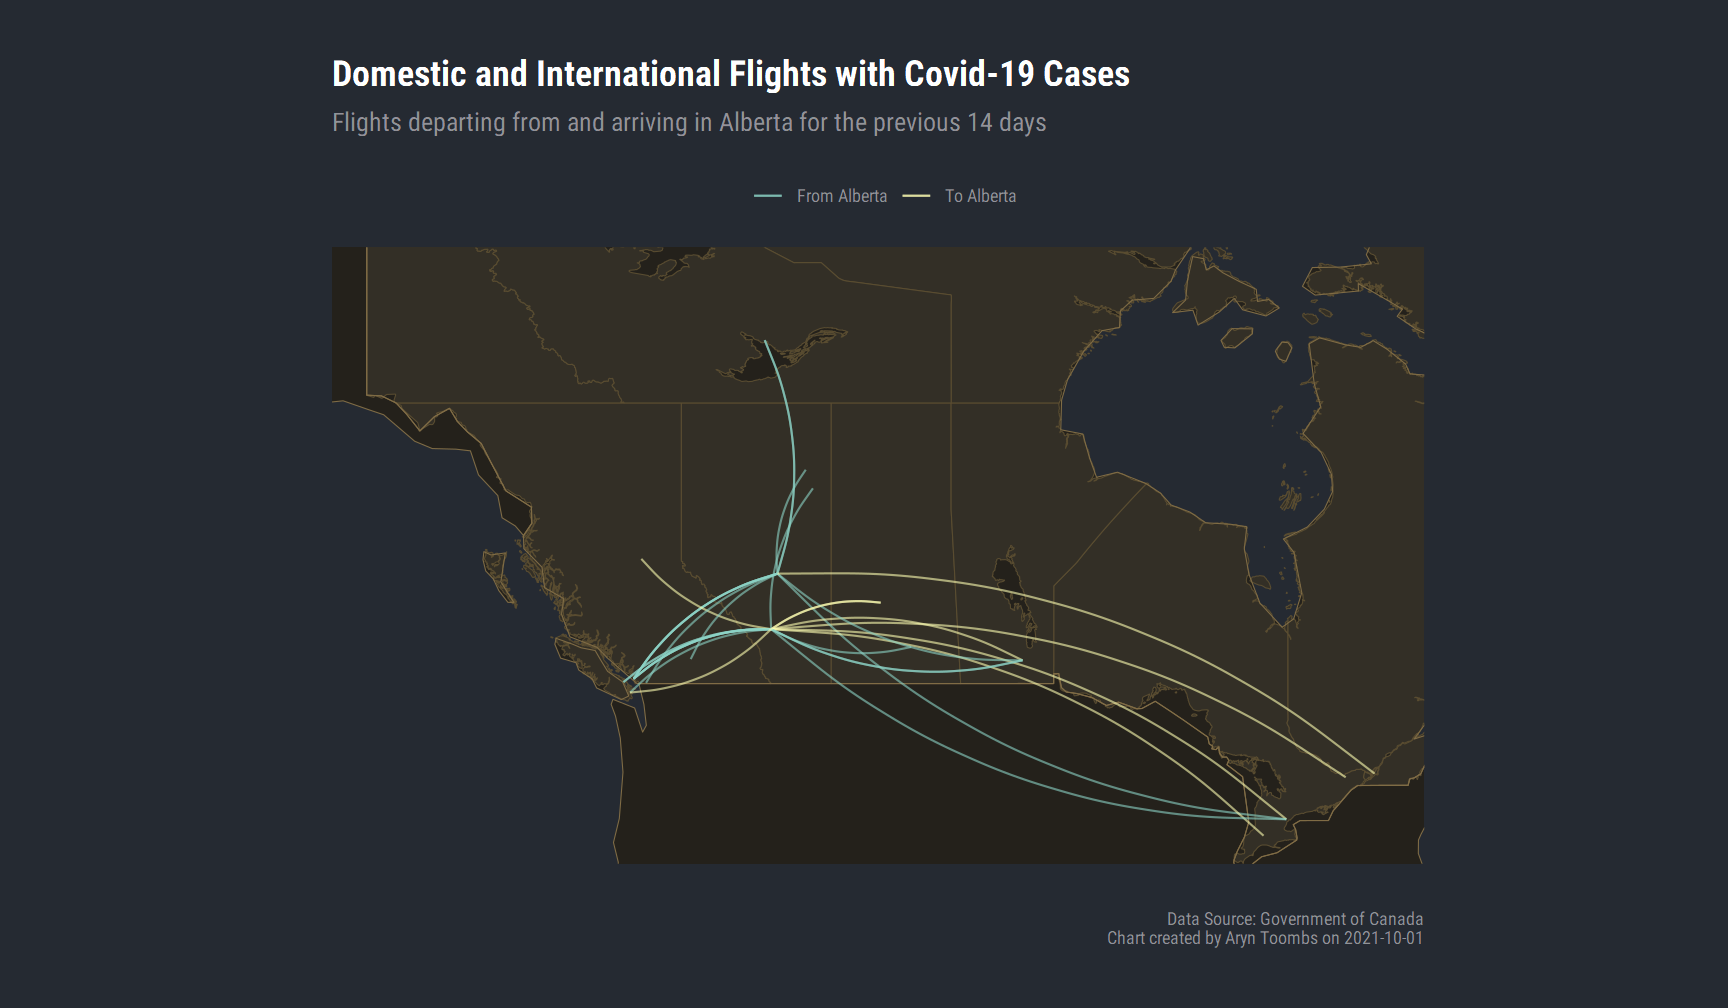 Domestic and International Flights with Covid-19 Cases
Flights departing from and arriving in Alberta for the previous 14 days
From Alberta To Alberta
Data Source: Government of Canada
Chart created by Aryn Toombs on 2021-10-01